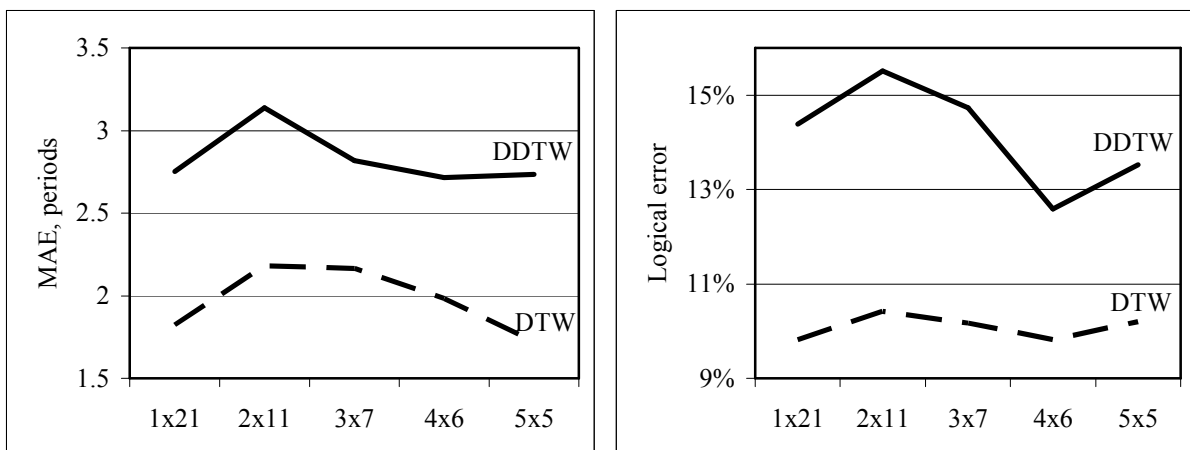 MAE, periods
3.5
3
2.5
2
1.5
DDTW
DTW
1x21 2x11 3x7 4x6 5x5
Logical error
15%
13%
11%
9%
DDTW
DTW
1x21 2x11 3x7 4x6 5x5